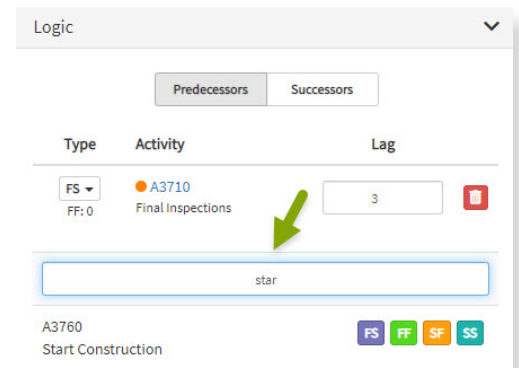 Logic
Predecessors Successors
Type Activity Lag
FS A3710 3
FF: 0 Final Inspections
star
A3760 FS FF SF SS
Start Construction